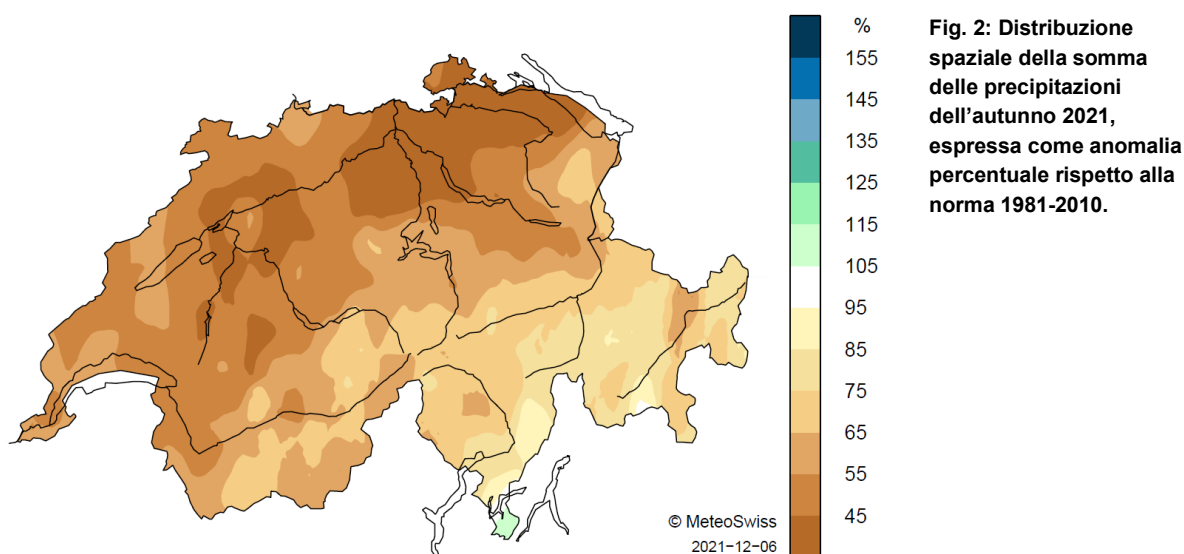 %
155
145
135
125
115
105
95
85
75
65
55
45
Fig. 2: Distribuzione
spaziale della somma
delle precipitazioni
dell’autunno 2021,
espressa come anomalia
percentuale rispetto alla
norma 1981-2010.
© MeteoSwiss
2021−12−06